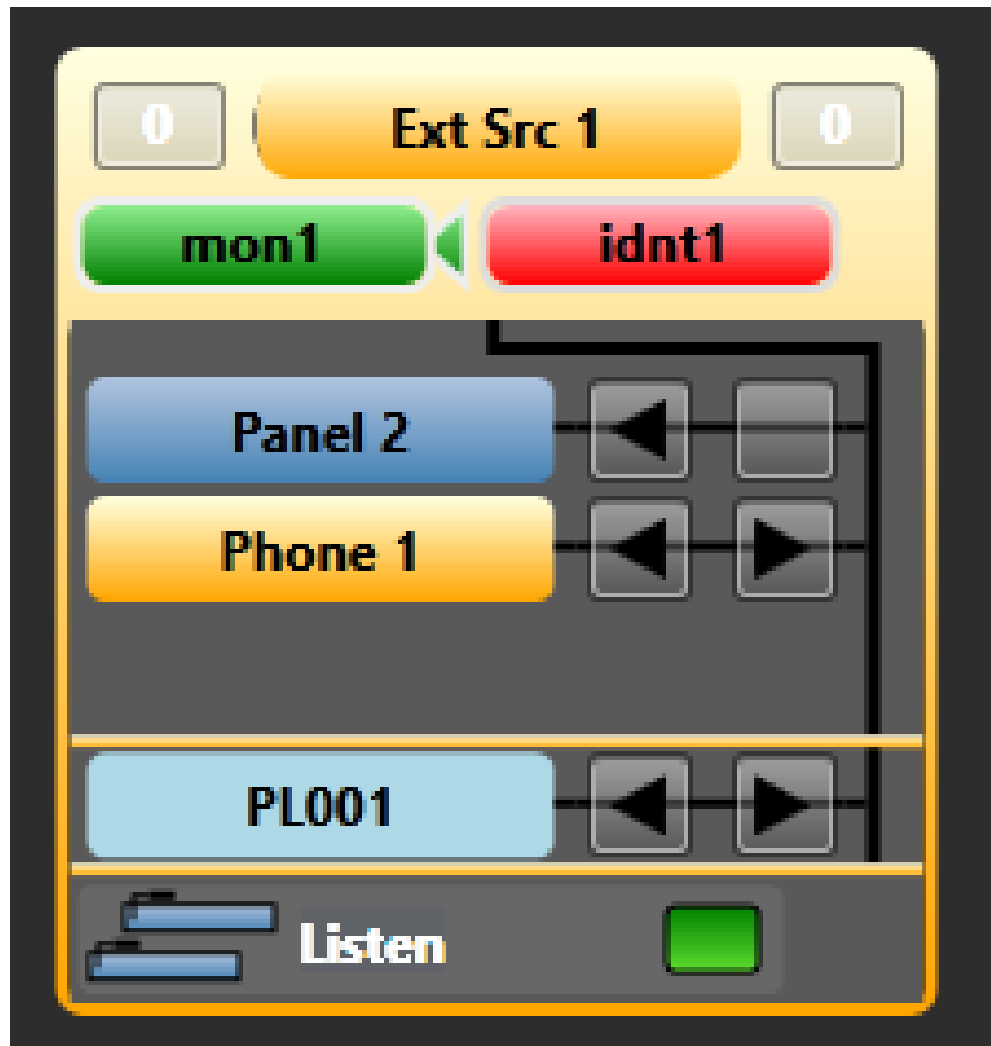 0 Ext Src 1 0
mon1 idnt1
Panel 2
Phone 1
PL001
Listen